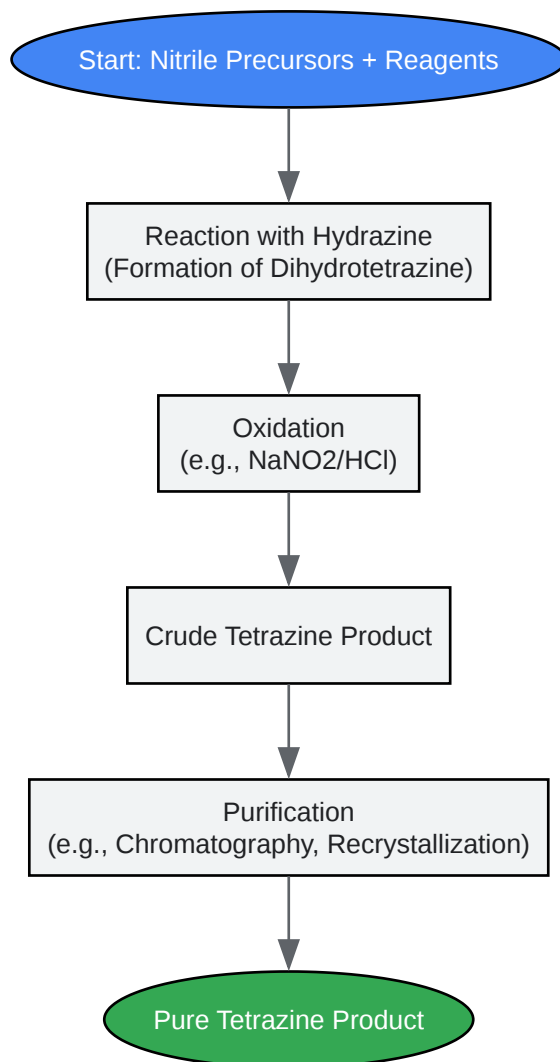 Start: Nitrile Precursors + Reagents
Reaction with Hydrazine
(Formation of Dihydrotetrazine)
Oxidation
(e.g., NaNO2/HCl)
Crude Tetrazine Product
Purification
(e.g., Chromatography, Recrystallization)
Pure Tetrazine Product